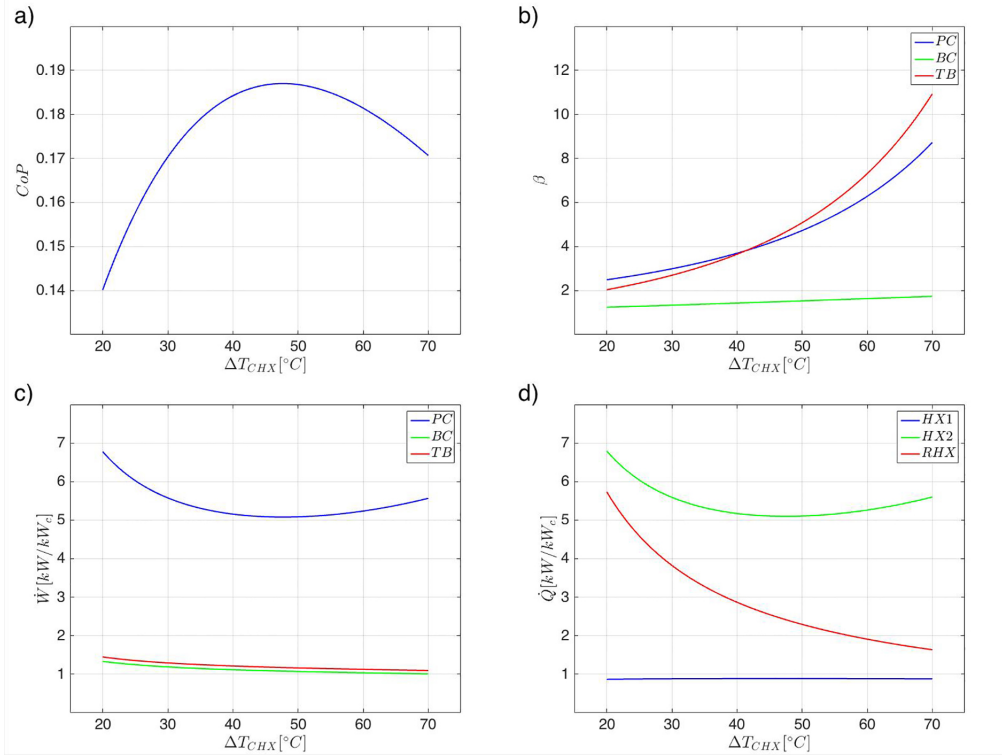 a)
0.19
0.18
0.17
0.16
0.15
0.14
CoP
20 30 40 50 60 70
ΔT_CHX[°C]
b)
PC
BC
TB
12
10
8
6
4
2
β
20 30 40 50 60 70
ΔT_CHX[°C]
c)
PC
BC
TB
7
6
5
4
3
2
1
Ẇ[kW/kW_c]
20 30 40 50 60 70
ΔT_CHX[°C]
d)
HX1
HX2
RHX
7
6
5
4
3
2
1
Q̇[kW/kW_c]
20 30 40 50 60 70
ΔT_CHX[°C]